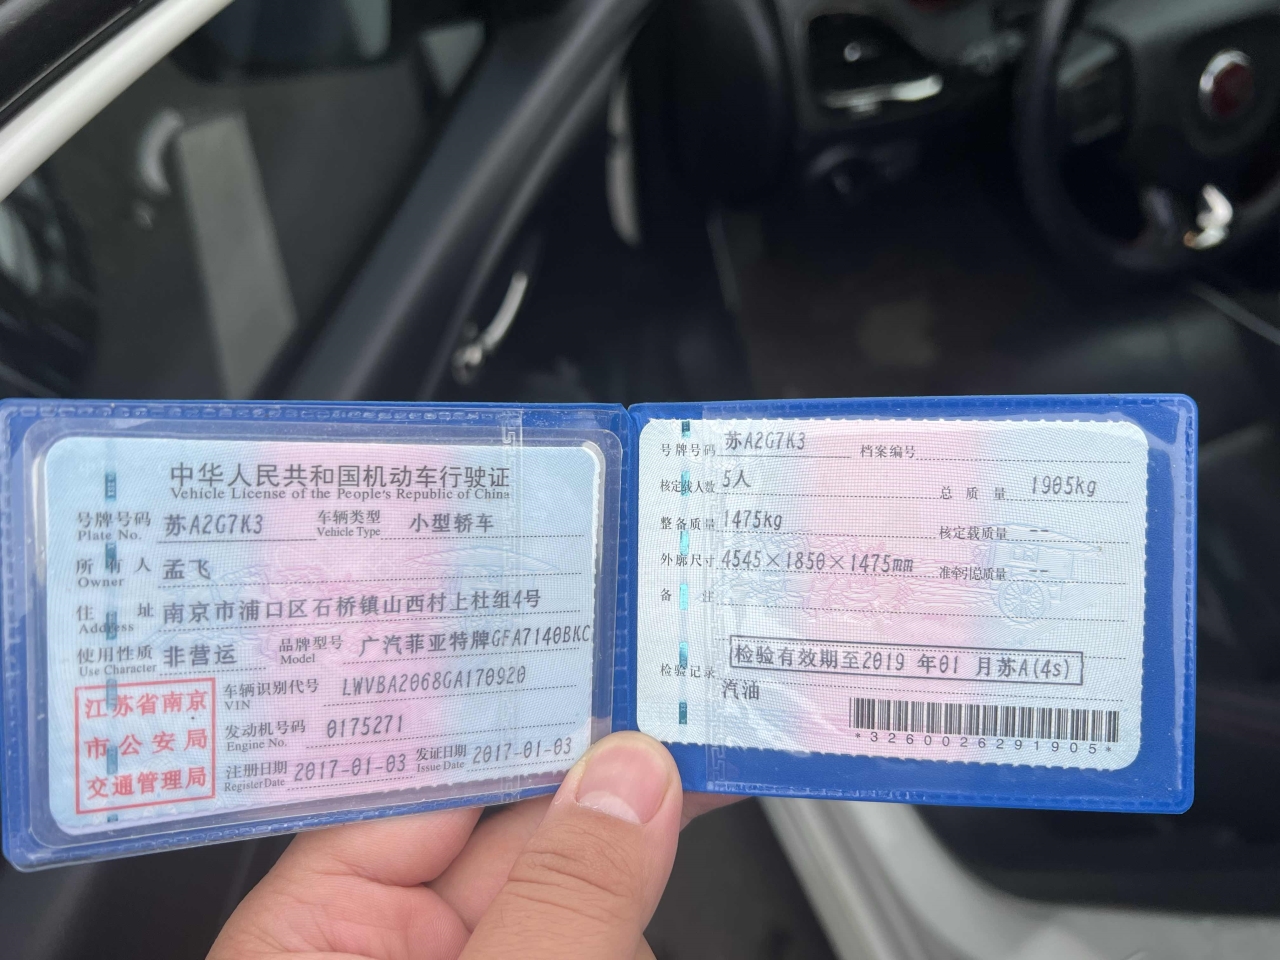 中华人民共和国机动车行驶证
Vehicle License of the People's Republic of China
号牌号码 苏A2G7K3 车辆类型 小型轿车
Plate No. Vehicle Type
所有人 孟飞
Owner
住址 南京市浦口区石桥镇山西村上杜组4号
Address
使用性质 非营运 品牌型号 广汽菲亚特牌GFA7140BKC
Use Character Model
江苏省南京
市公安局
交通管理局
车辆识别代号 LWVBA2068GA170920
VIN
发动机号码 0175271
Engine No.
注册日期 2017-01-03 发证日期 2017-01-03
Register Date Issue Date
号牌号码 苏A2G7K3 档案编号
核定载人数 5人 总质量 1905kg
整备质量 1475kg 核定载质量 --
外廓尺寸 4545×1850×1475mm 准牵引总质量 --
备注
检验记录 检验有效期至2019 年01 月苏A(4s)
汽油
*3260026291905*